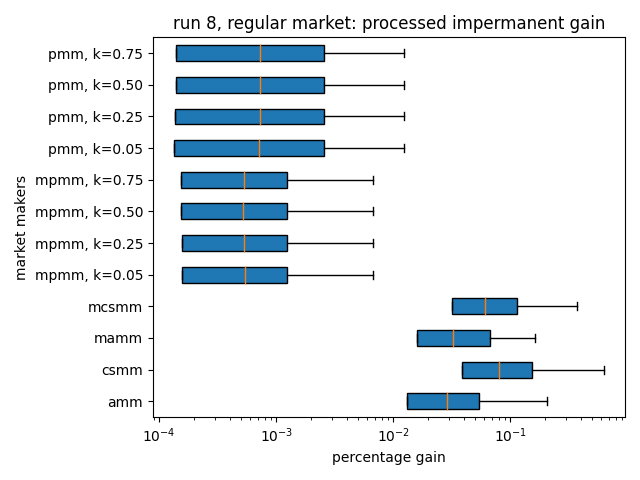 run 8, regular market: processed impermanent gain
pmm, k=0.75
pmm, k=0.50
pmm, k=0.25
pmm, k=0.05
mpmm, k=0.75
mpmm, k=0.50
mpmm, k=0.25
mpmm, k=0.05
mcsmm
mamm
csmm
amm
market makers
10⁻⁴ 10⁻³ 10⁻² 10⁻¹
percentage gain